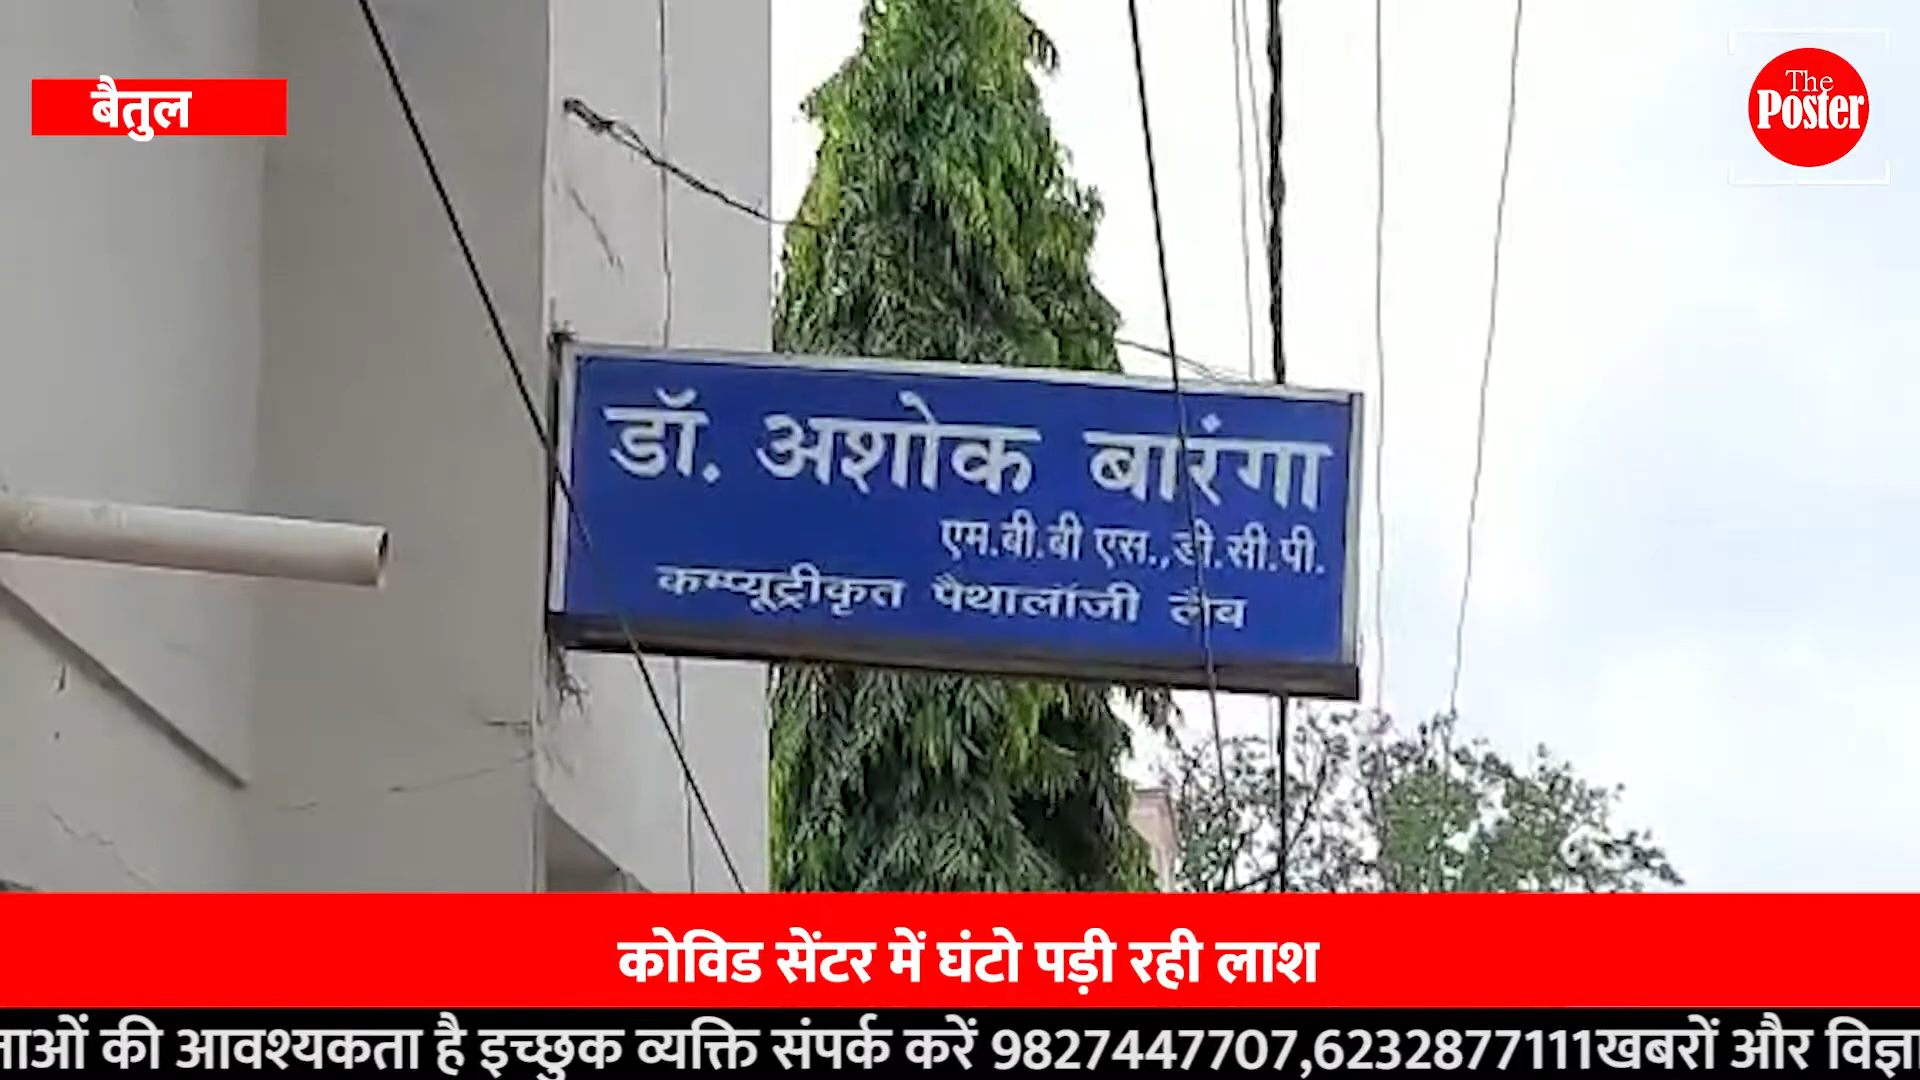 बैतुल
The
Poster
डॉ. अशोक बारंगा
एम.बी.बी एस.,डी.सी.पी.
कम्प्यूट्रीकृत पैथालॉजी लैब
कोविड सेंटर में घंटो पड़ी रही लाश
की आवश्यकता है इच्छुक व्यक्ति संपर्क करें 9827447707,6232877111खबरों और